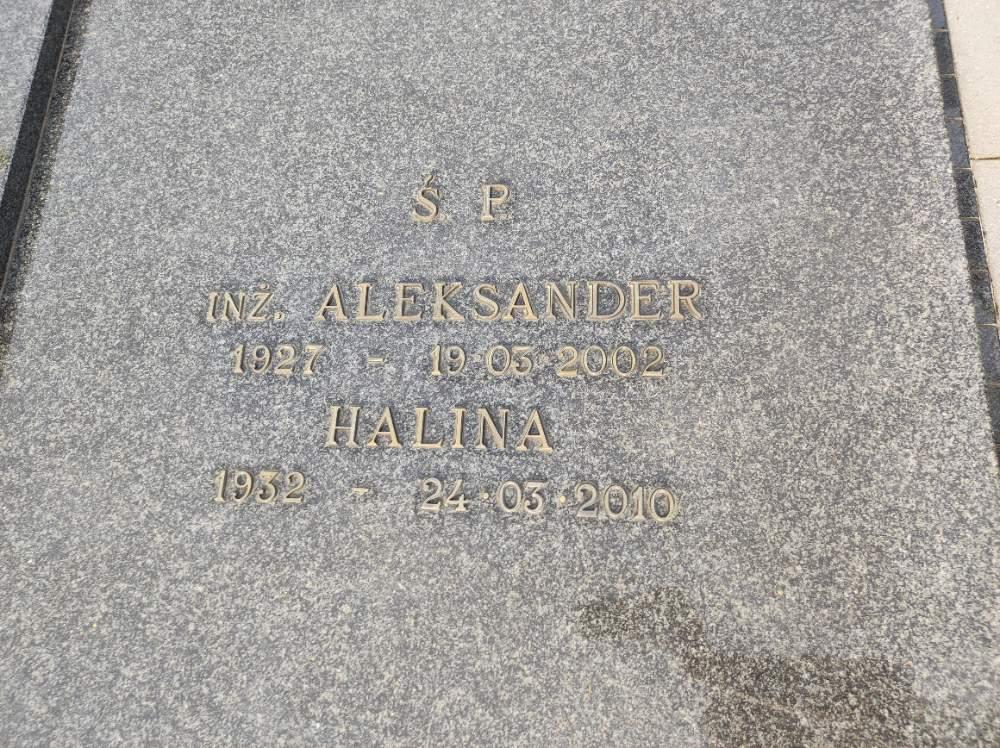 Ś. P.
INŻ. ALEKSANDER
1927 - 19·03·2002
HALINA
1932 - 24·03·2010